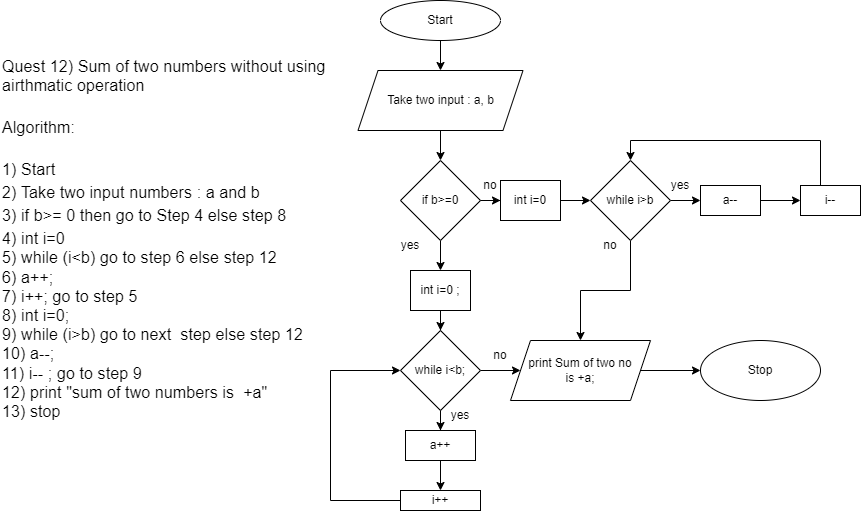 Quest 12) Sum of two numbers without using
airthmatic operation
Algorithm:
1) Start
2) Take two input numbers : a and b
3) if b>= 0 then go to Step 4 else step 8
4) int i=0
5) while (i<b) go to step 6 else step 12
6) a++;
7) i++; go to step 5
8) int i=0;
9) while (i>b) go to next step else step 12
10) a--;
11) i-- ; go to step 9
12) print "sum of two numbers is +a"
13) stop
Start
Take two input : a, b
if b>=0
no
int i=0
while i>b
yes
a--
i--
yes
no
int i=0 ;
while i<b;
no
print Sum of two no
is +a;
Stop
yes
a++
i++